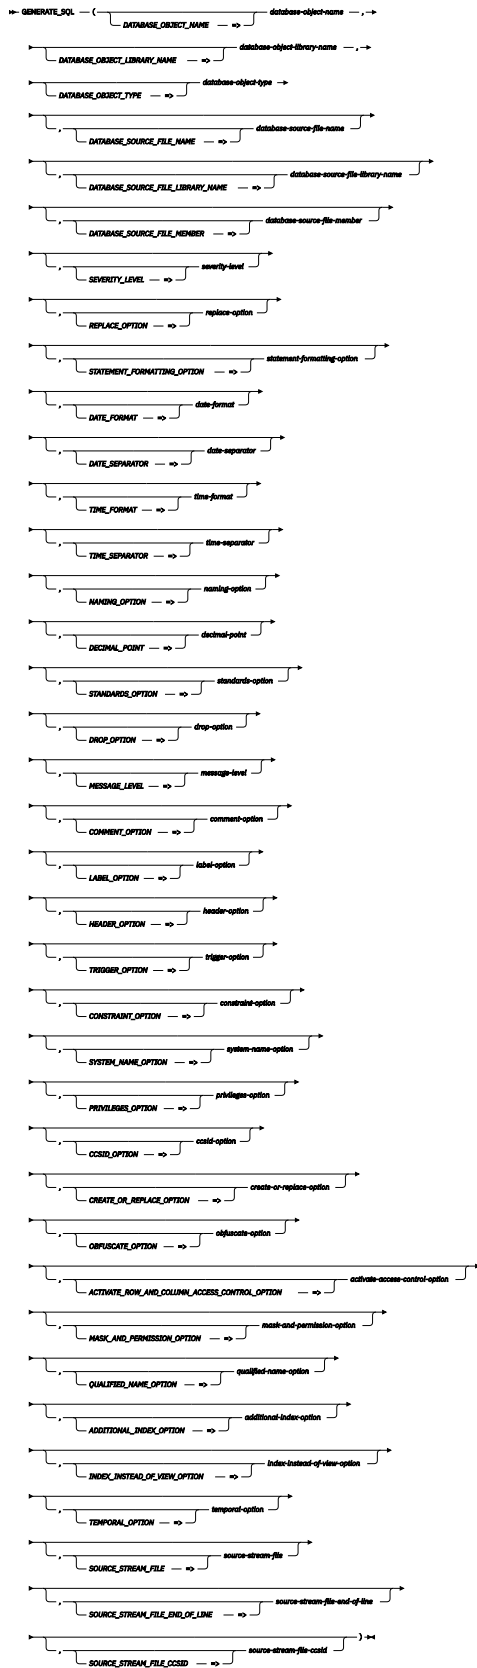 GENERATE_SQL ( database-object-name ,
DATABASE_OBJECT_NAME =>
database-object-library-name ,
DATABASE_OBJECT_LIBRARY_NAME =>
database-object-type
DATABASE_OBJECT_TYPE =>
, database-source-file-name
DATABASE_SOURCE_FILE_NAME =>
, database-source-file-library-name
DATABASE_SOURCE_FILE_LIBRARY_NAME =>
, database-source-file-member
DATABASE_SOURCE_FILE_MEMBER =>
, severity-level
SEVERITY_LEVEL =>
, replace-option
REPLACE_OPTION =>
, statement-formatting-option
STATEMENT_FORMATTING_OPTION =>
, date-format
DATE_FORMAT =>
, date-separator
DATE_SEPARATOR =>
, time-format
TIME_FORMAT =>
, time-separator
TIME_SEPARATOR =>
, naming-option
NAMING_OPTION =>
, decimal-point
DECIMAL_POINT =>
, standards-option
STANDARDS_OPTION =>
, drop-option
DROP_OPTION =>
, message-level
MESSAGE_LEVEL =>
, comment-option
COMMENT_OPTION =>
, label-option
LABEL_OPTION =>
, header-option
HEADER_OPTION =>
, trigger-option
TRIGGER_OPTION =>
, constraint-option
CONSTRAINT_OPTION =>
, system-name-option
SYSTEM_NAME_OPTION =>
, privileges-option
PRIVILEGES_OPTION =>
, ccsid-option
CCSID_OPTION =>
, create-or-replace-option
CREATE_OR_REPLACE_OPTION =>
, obfuscate-option
OBFUSCATE_OPTION =>
, activate-access-control-option
ACTIVATE_ROW_AND_COLUMN_ACCESS_CONTROL_OPTION =>
, mask-and-permission-option
MASK_AND_PERMISSION_OPTION =>
, qualified-name-option
QUALIFIED_NAME_OPTION =>
, additional-index-option
ADDITIONAL_INDEX_OPTION =>
, index-instead-of-view-option
INDEX_INSTEAD_OF_VIEW_OPTION =>
, temporal-option
TEMPORAL_OPTION =>
, source-stream-file
SOURCE_STREAM_FILE =>
, source-stream-file-end-of-line
SOURCE_STREAM_FILE_END_OF_LINE =>
, source-stream-file-ccsid )
SOURCE_STREAM_FILE_CCSID =>